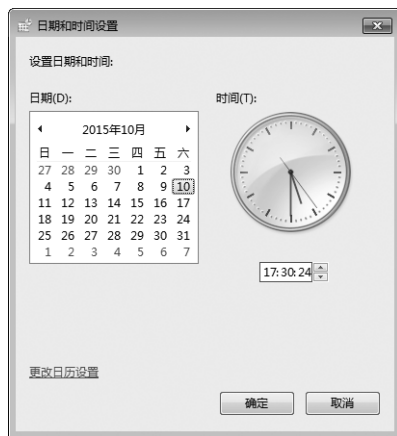 日期和时间设置
设置日期和时间:
日期(D):
时间(T):
2015年10月
日 一 二 三 四 五 六
27 28 29 30 1 2 3
4 5 6 7 8 9 10
11 12 13 14 15 16 17
18 19 20 21 22 23 24
25 26 27 28 29 30 31
1 2 3 4 5 6 7
17:30:24
更改日历设置
确定
取消